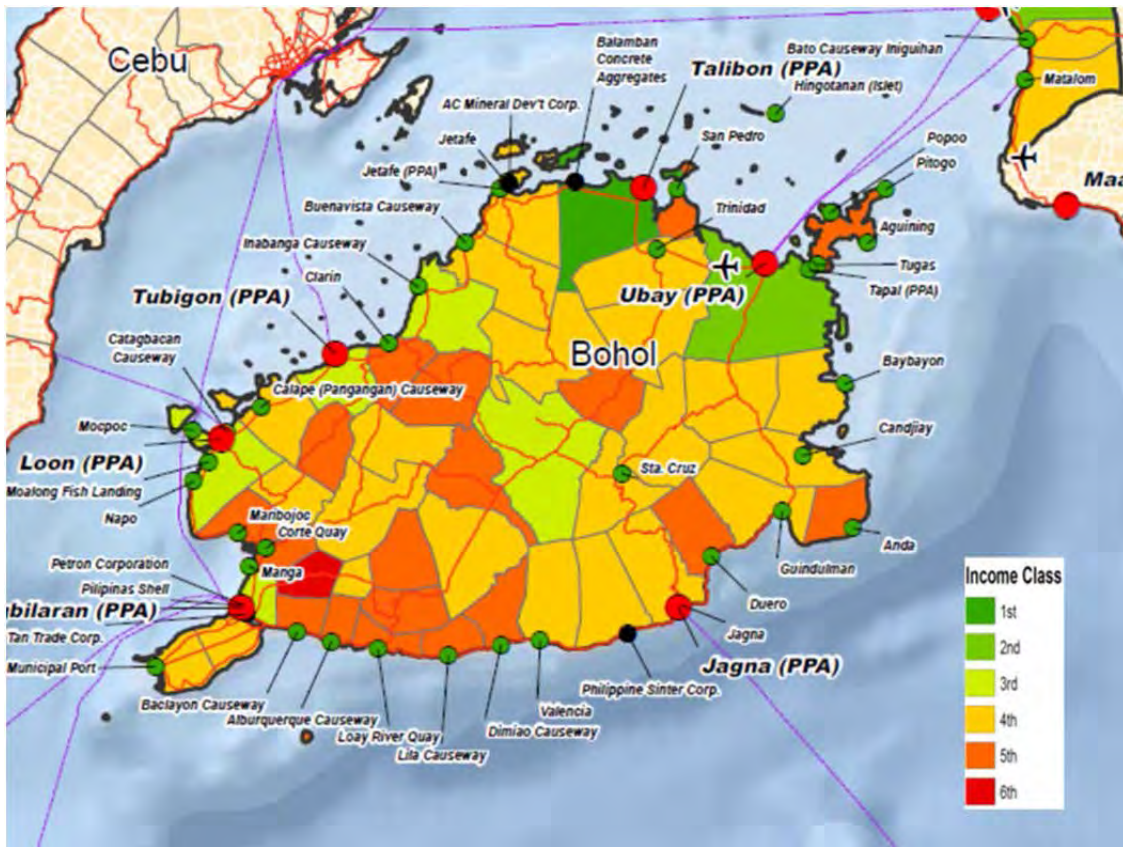 Cebu
Balamban
Concrete
Aggregates
Talibon (PPA)
Bato Causeway Iniguihan
Matalom
Hingotanan (Islet)
AC Mineral Dev't Corp.
San Pedro
Popoo
Pitogo
Jetafe
Jetafe (PPA)
Maa
Buenavista Causeway
Trinidad
Aguining
Inabanga Causeway
Clarin
Tugas
Tapal (PPA)
Tubigon (PPA)
Ubay (PPA)
Catagbacan
Causeway
Bohol
Baybayon
Calape (Pangangan) Causeway
Mocpoc
Candjiay
Loon (PPA)
Sta. Cruz
Moalong Fish Landing
Napo
Maribojoc
Corte Quay
Anda
Petron Corporation
Manga
Guindulman
Pilipinas Shell
bilaran (PPA)
Duero
Tan Trade Corp.
Jagna
Municipal Port
Jagna (PPA)
Philippine Sinter Corp.
Baclayon Causeway
Valencia
Alburquerque Causeway
Dimiao Causeway
Loay River Quay
Lila Causeway
Income Class
1st
2nd
3rd
4th
5th
6th